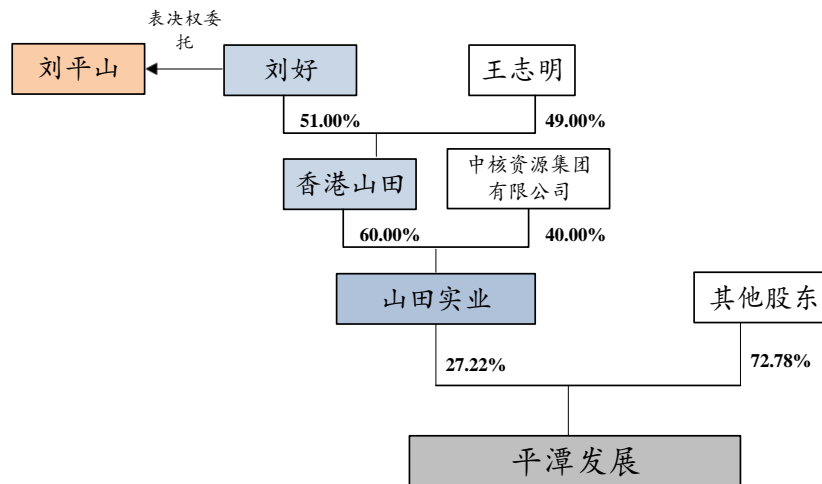 表决权委
托
刘平山
刘好
王志明
51.00%
49.00%
香港山田
中核资源集团
有限公司
60.00%
40.00%
山田实业
其他股东
27.22%
72.78%
平潭发展